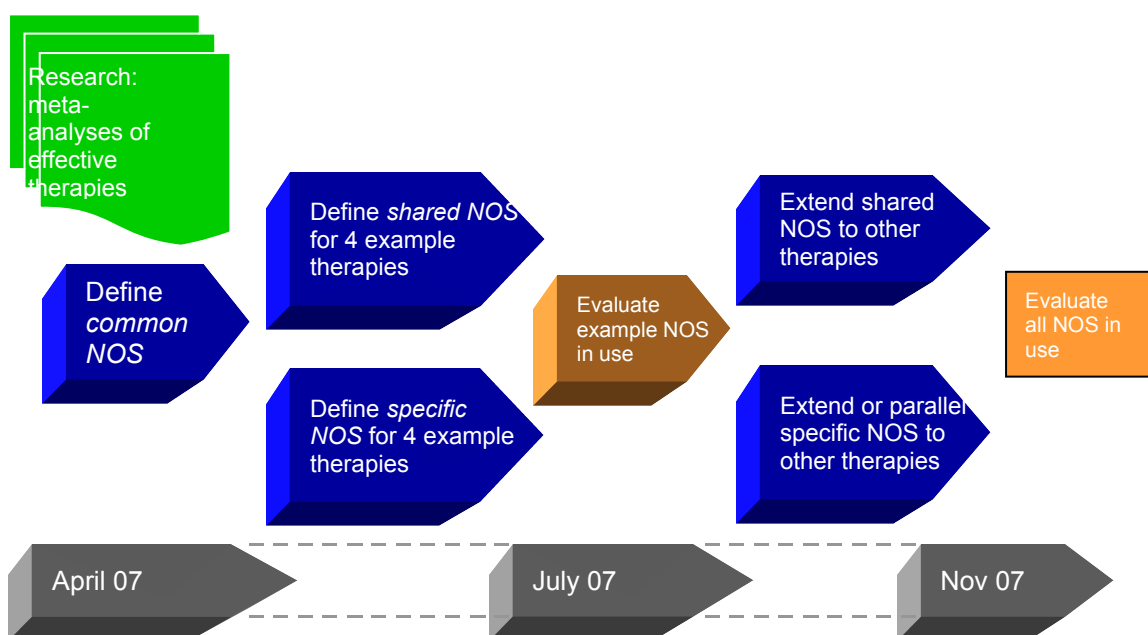 Research:
meta-
analyses of
effective
therapies
Define
common
NOS
Define shared NOS
for 4 example
therapies
Define specific
NOS for 4 example
therapies
Evaluate
example NOS
in use
Extend shared
NOS to other
therapies
Extend or parallel
specific NOS to
other therapies
Evaluate
all NOS in
use
April 07
July 07
Nov 07